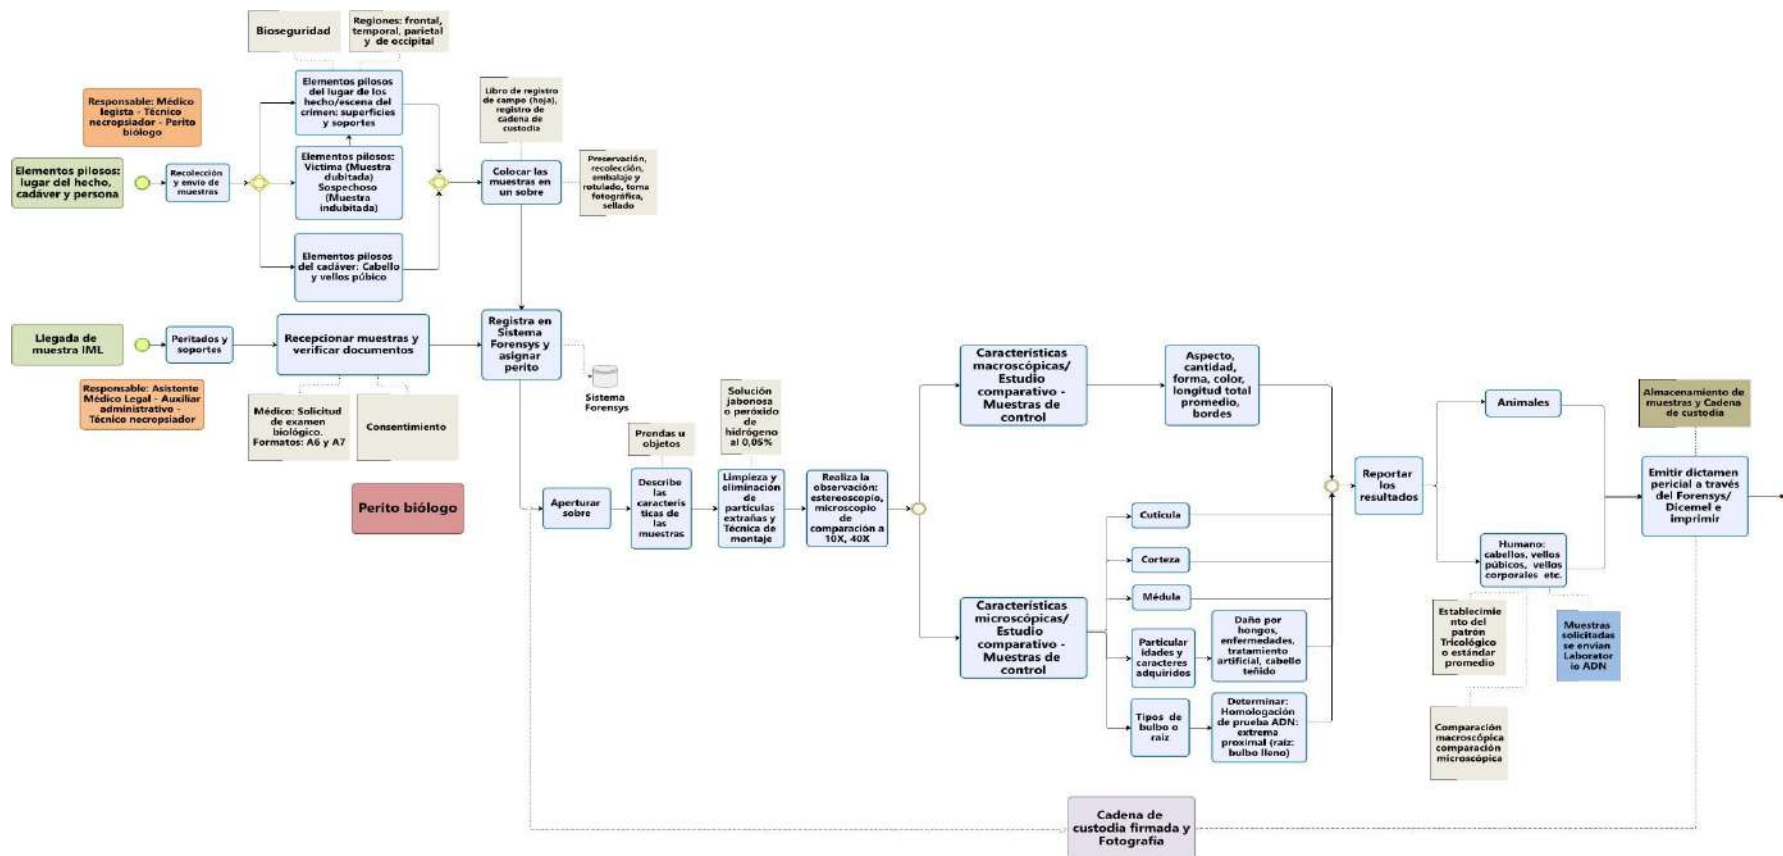 Bioseguridad
Regiones: frontal,
temporal, parietal
y de occipital
Responsable: Médico
legista - Técnico
necropsiador - Perito
biólogo
Elementos pilosos
del lugar de los
hecho/escena del
crimen: superficies
y soportes
Libro de registro
de campo (hoja),
registro de
cadena de
custodia
Elementos pilosos:
lugar del hecho,
cadáver y persona
Recolección
y envio de
muestras
Elementos pilosos:
Victima (Muestra
dubitada)
Sospechoso
(Muestra
indubitada)
Colocar las
muestras en
un sobre
Preservación,
recolección,
embalaje y
rotulado, toma
fotográfica,
sellado
Elementos pilosos
del cadáver: Cabello
y vellos púbico
Llegada de
muestra IML
Peritados y
soportes
Recepcionar muestras y
verificar documentos
Registra en
Sistema
Forensys y
asignar
perito
Sistema
Forensys
Responsable: Asistente
Médico Legal - Auxiliar
administrativo -
Técnico necropsiador
Médico: Solicitud
de examen
biológico.
Formatos: A6 y A7
Consentimiento
Perito biólogo
Aperturar
sobre
Prendas u
objetos
Describe
las
caracterís
ticas de las
muestras
Solución
jabonosa
o peróxido
de
hidrógeno
al 0,05%
Limpieza y
eliminación
de
partículas
extrañas y
Técnica de
montaje
Realiza la
observación:
estereoscopio,
microscopio
de
comparación a
10X, 40X
Características
macroscópicas/
Estudio
comparativo -
Muestras de
control
Aspecto,
cantidad,
forma, color,
longitud total
promedio,
bordes
Características
microscópicas/
Estudio
comparativo -
Muestras de
control
Cutícula
Corteza
Médula
Particular
idades y
caracteres
adquiridos
Daño por
hongos,
enfermedades,
tratamiento
artificial, cabello
teñido
Tipos de
bulbo o
raíz
Determinar:
Homologación
de prueba ADN:
extrema
proximal (raíz:
bulbo lleno)
Reportar
los
resultados
Animales
Humano:
cabellos, vellos
púbicos, vellos
corporales etc.
Establecimie
nto del
patrón
Tricológico
o estándar
promedio
Muestras
solicitadas
se envían
Laborator
io ADN
Comparación
macroscópica
comparación
microscópica
Almacenamiento de
muestras y Cadena
de custodia
Emitir dictamen
pericial a través
del Forensys/
Dicemel e
imprimir
Cadena de
custodia firmada y
Fotografía